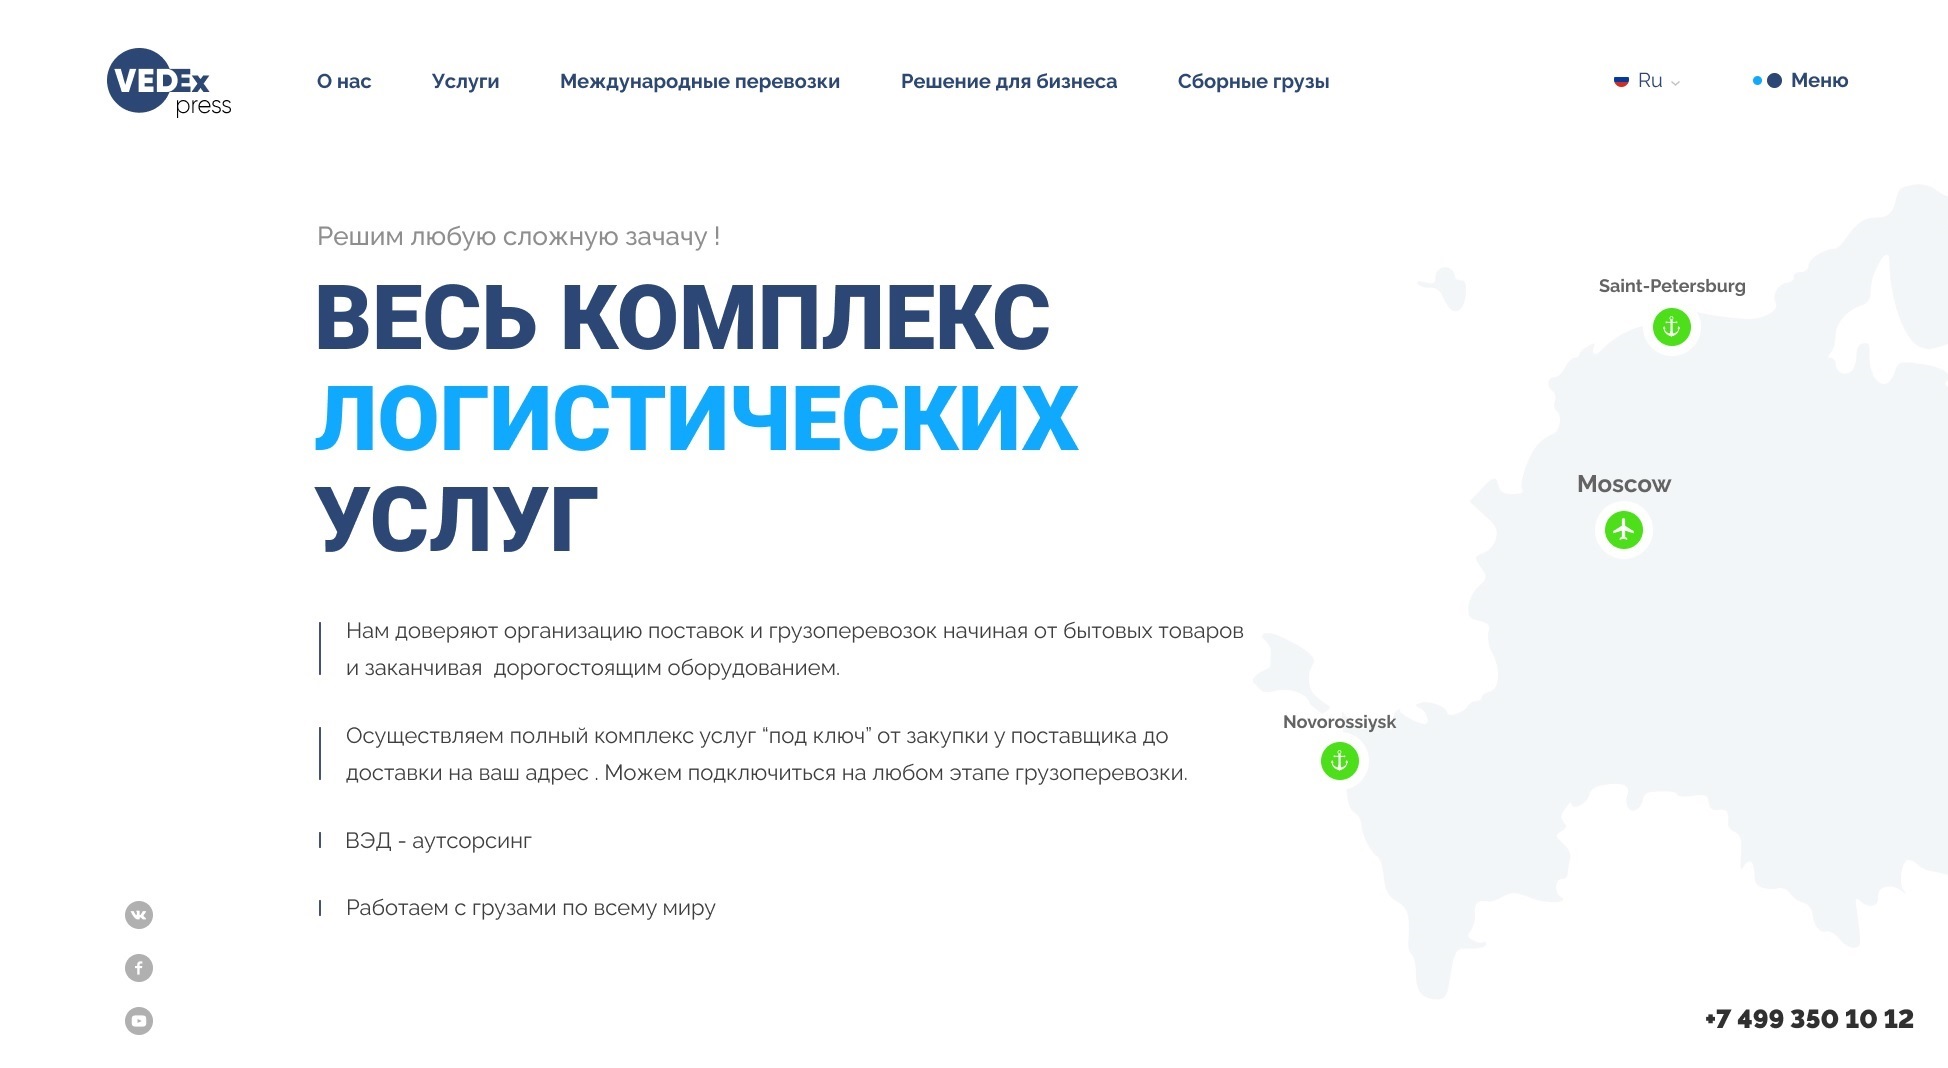 VEDEx
press
О нас Услуги Международные перевозки Решение для бизнеса Сборные грузы Ru Меню
Решим любую сложную зачачу !
ВЕСЬ КОМПЛЕКС
ЛОГИСТИЧЕСКИХ
УСЛУГ
Нам доверяют организацию поставок и грузоперевозок начиная от бытовых товаров
и заканчивая дорогостоящим оборудованием.
Осуществляем полный комплекс услуг “под ключ” от закупки у поставщика до
доставки на ваш адрес . Можем подключиться на любом этапе грузоперевозки.
ВЭД - аутсорсинг
Работаем с грузами по всему миру
Saint-Petersburg
Moscow
Novorossiysk
+7 499 350 10 12